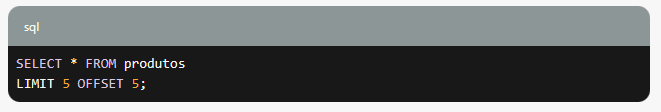 sql
SELECT * FROM produtos
LIMIT 5 OFFSET 5;